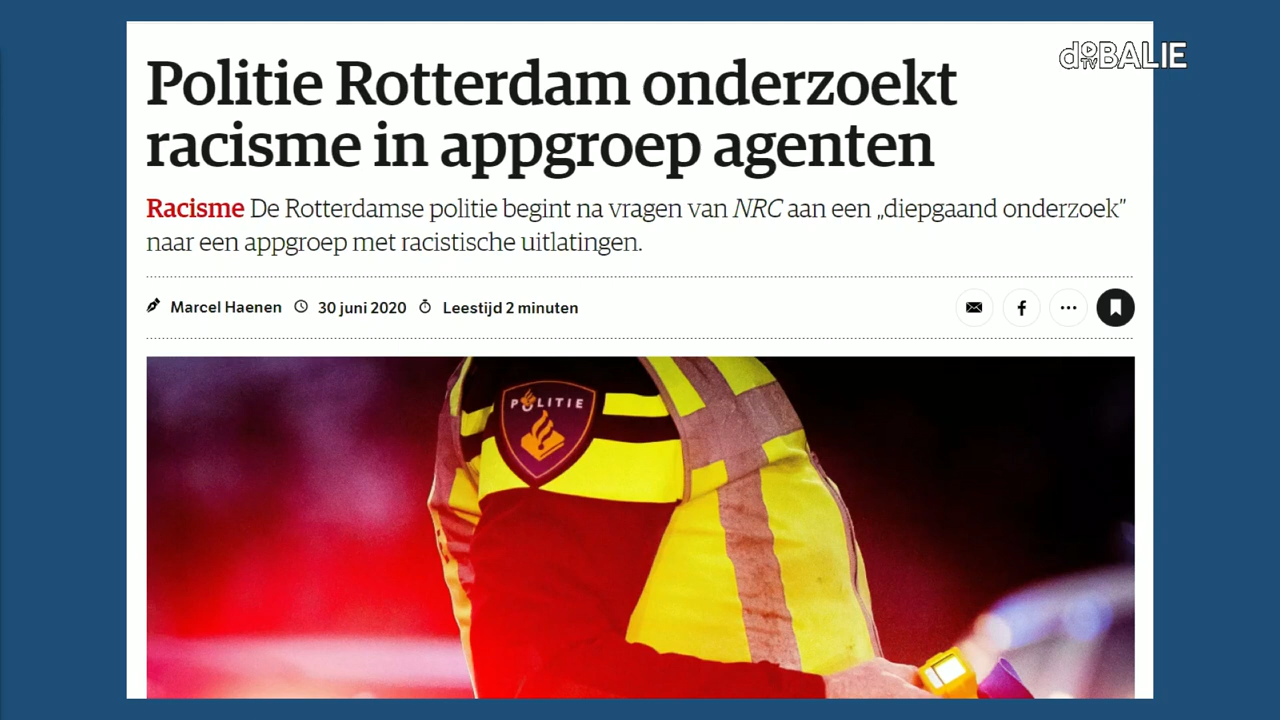 de BALIE
TV
Politie Rotterdam onderzoekt
racisme in appgroep agenten
Racisme De Rotterdamse politie begint na vragen van NRC aan een „diepgaand onderzoek”
naar een appgroep met racistische uitlatingen.
Marcel Haenen 30 juni 2020 Leestijd 2 minuten
POLITIE